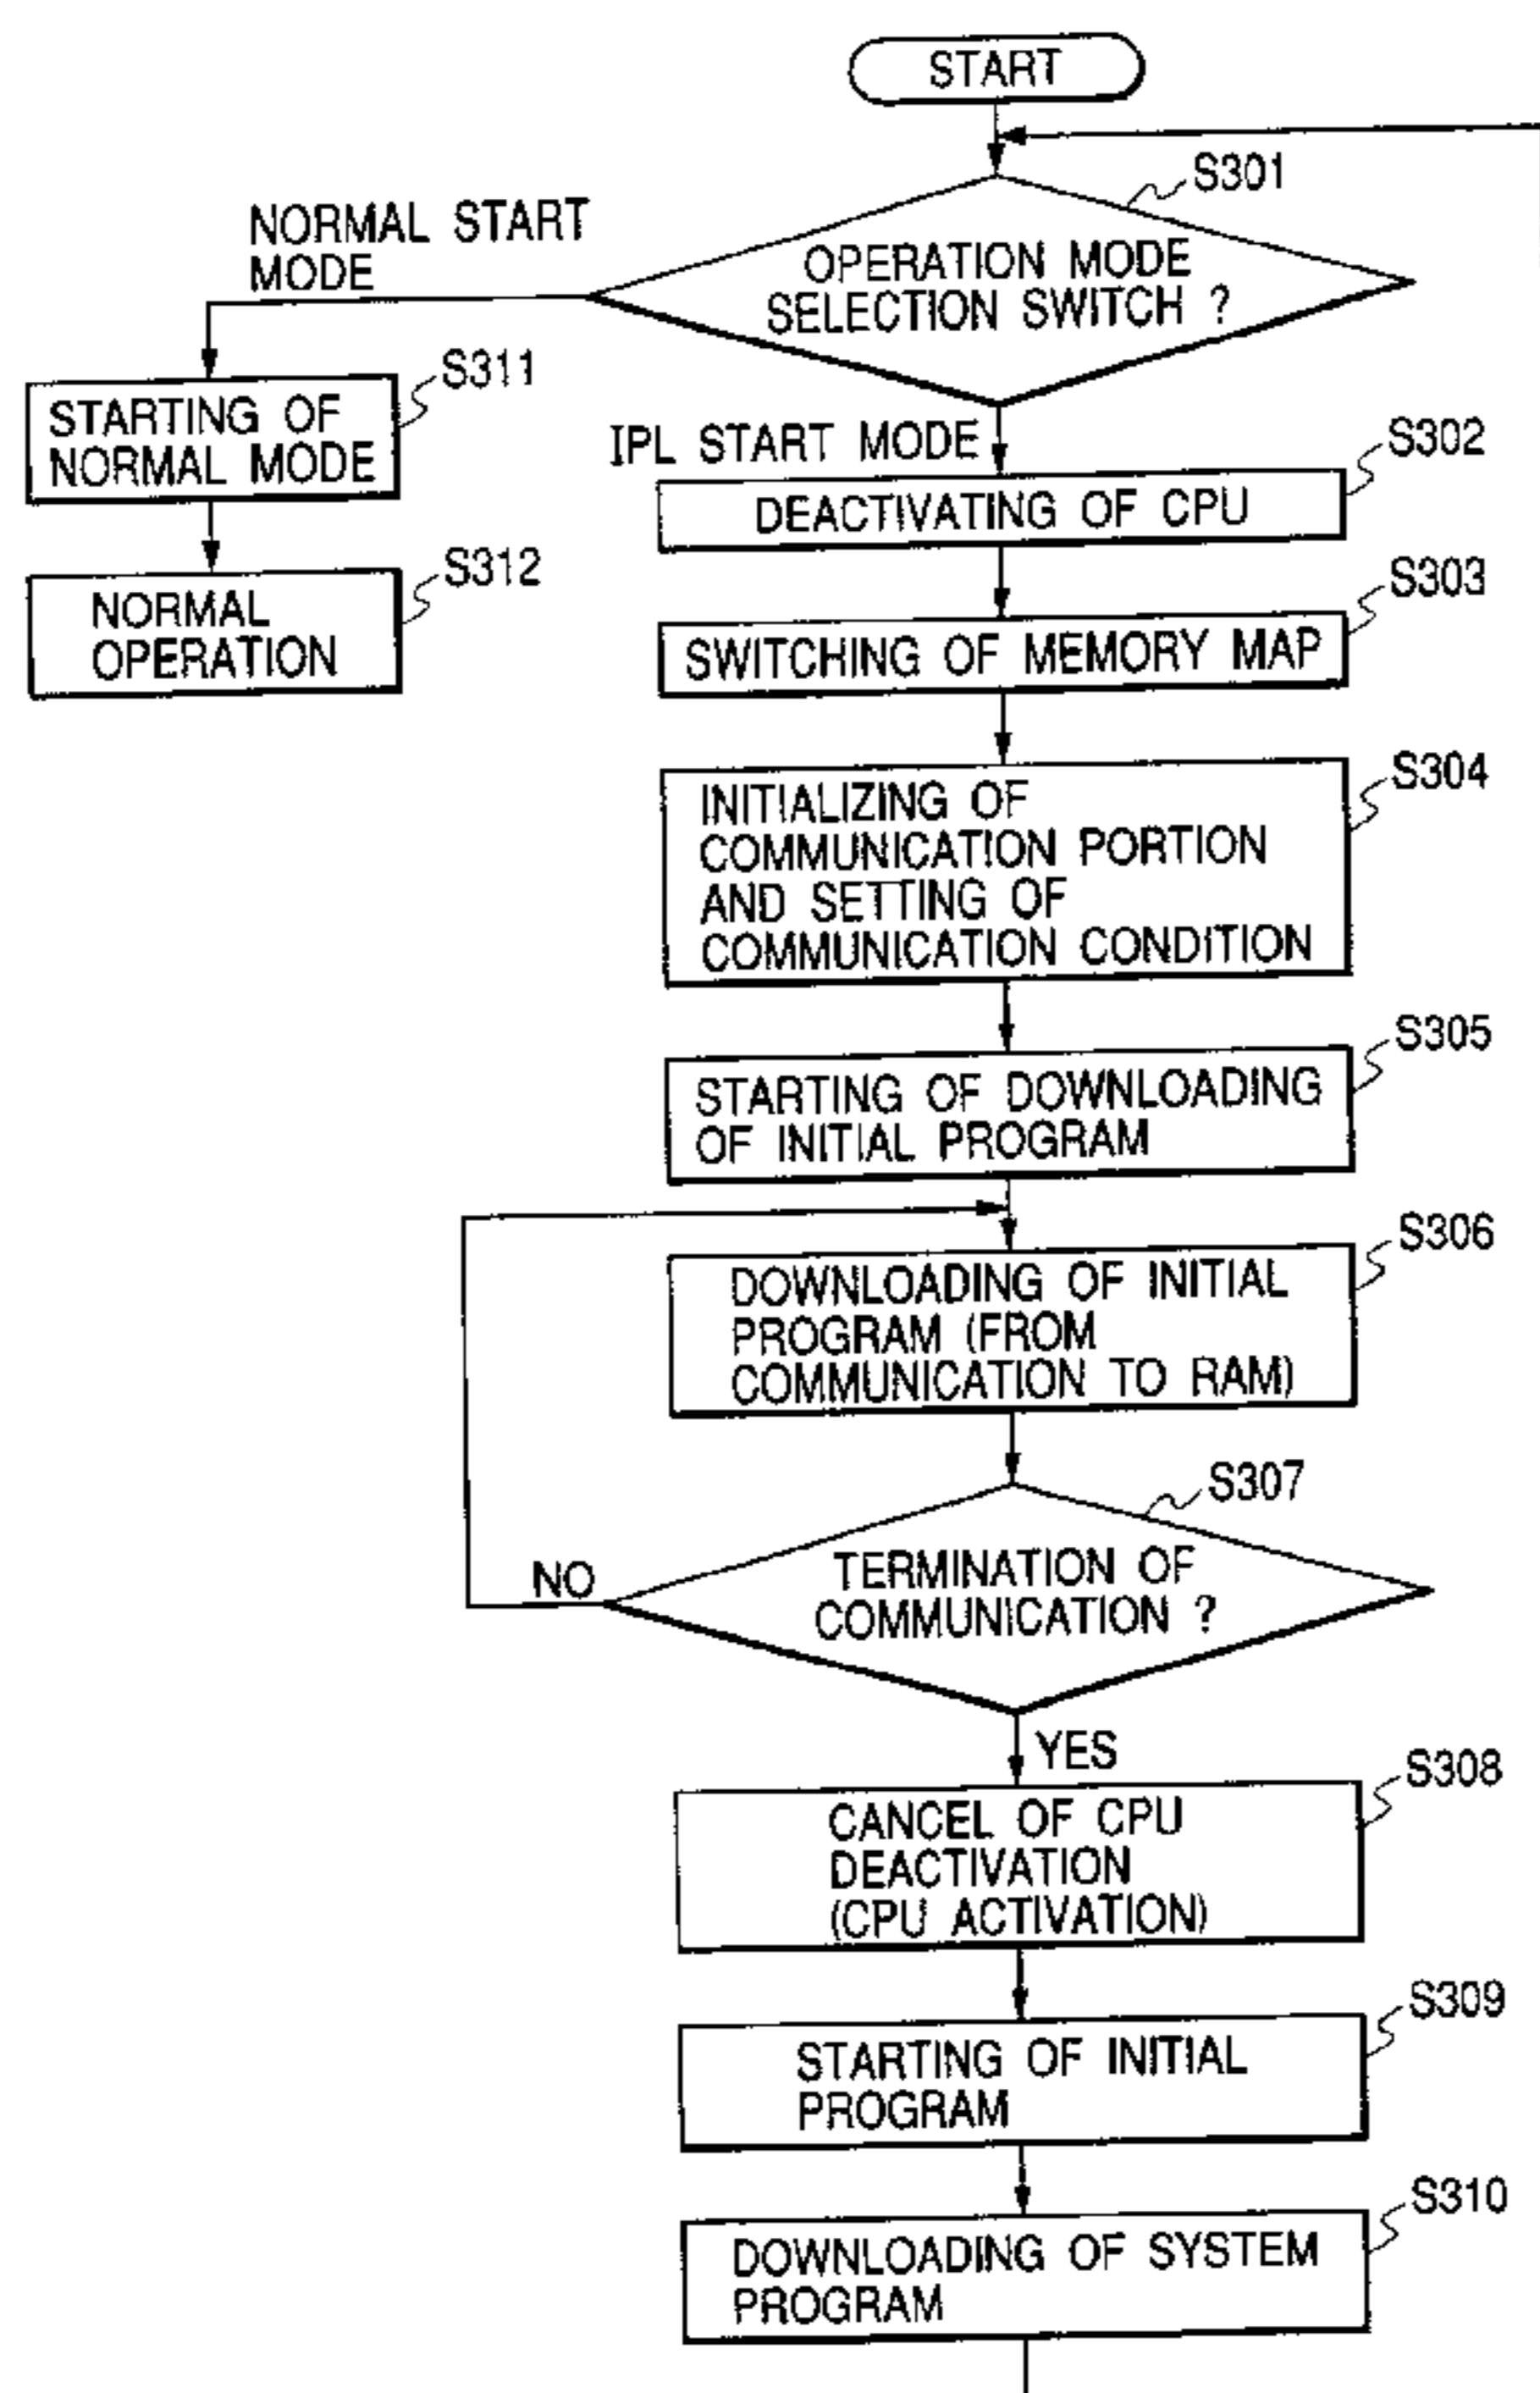 START
S301
NORMAL START
MODE
OPERATION MODE
SELECTION SWITCH ?
S311
STARTING OF
NORMAL MODE
IPL START MODE
S302
DEACTIVATING OF CPU
S312
NORMAL
OPERATION
S303
SWITCHING OF MEMORY MAP
S304
INITIALIZING OF
COMMUNICATION PORTION
AND SETTING OF
COMMUNICATION CONDITION
S305
STARTING OF DOWNLOADING
OF INITIAL PROGRAM
S306
DOWNLOADING OF INITIAL
PROGRAM (FROM
COMMUNICATION TO RAM)
S307
TERMINATION OF
COMMUNICATION ?
NO
YES
S308
CANCEL OF CPU
DEACTIVATION
(CPU ACTIVATION)
S309
STARTING OF INITIAL
PROGRAM
S310
DOWNLOADING OF SYSTEM
PROGRAM